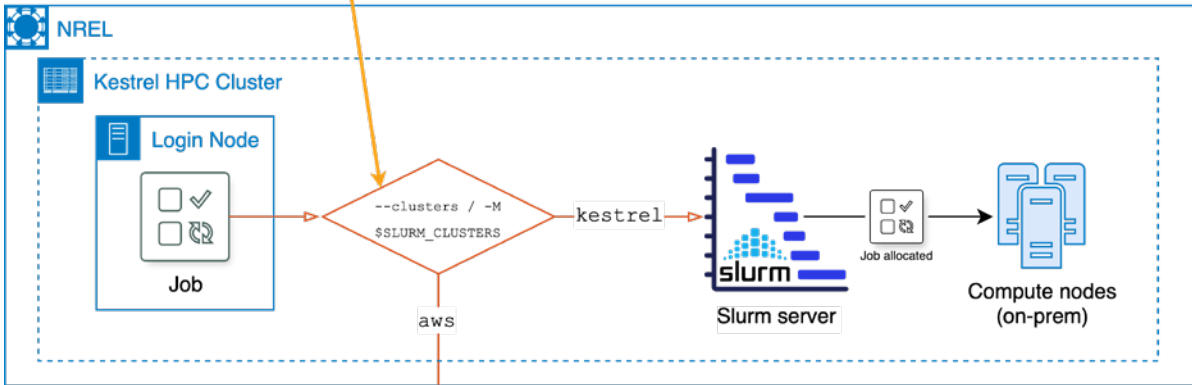 NREL
Kestrel HPC Cluster
Login Node
Job
--clusters / -M
$SLURM_CLUSTERS
kestrel
aws
slurm
Slurm server
Job allocated
Compute nodes
(on-prem)